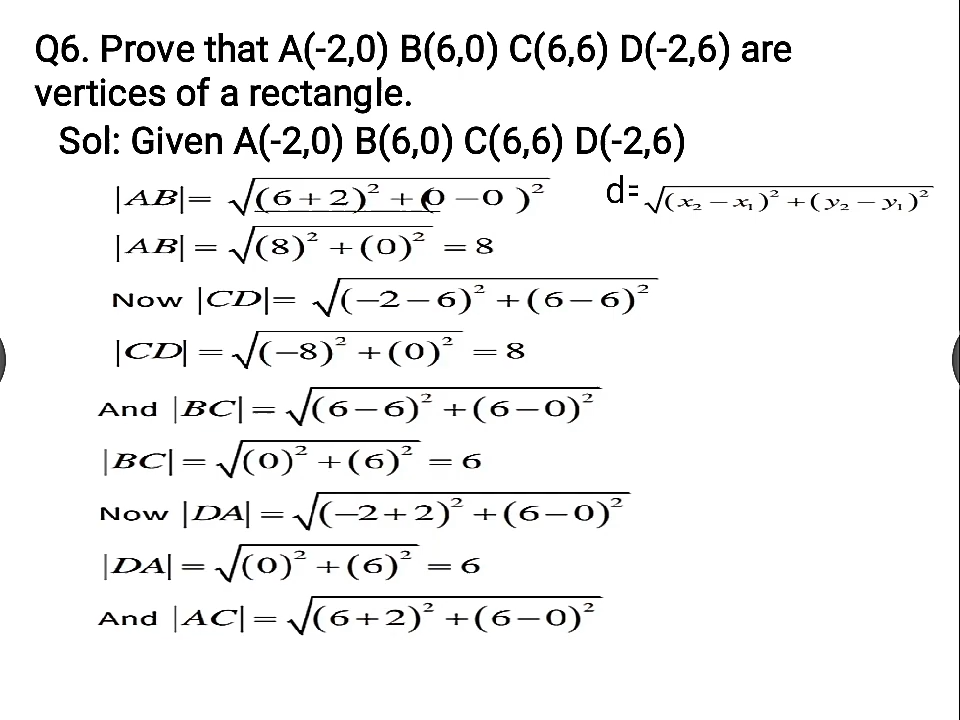 Q6. Prove that A(-2,0) B(6,0) C(6,6) D(-2,6) are
vertices of a rectangle.
Sol: Given A(-2,0) B(6,0) C(6,6) D(-2,6)
|AB|= √(6+2)² +(0−0 )² d=√(x₂ − x₁)² +(y₂ − y₁)²
|AB| = √(8)² +(0)² = 8
Now |CD|= √(−2−6)² +(6−6)²
|CD| = √(−8)² +(0)² = 8
And |BC| = √(6−6)² +(6−0)²
|BC| = √(0)² +(6)² = 6
Now |DA| = √(−2+2)² +(6−0)²
|DA| = √(0)² +(6)² = 6
And |AC| = √(6+2)² +(6−0)²